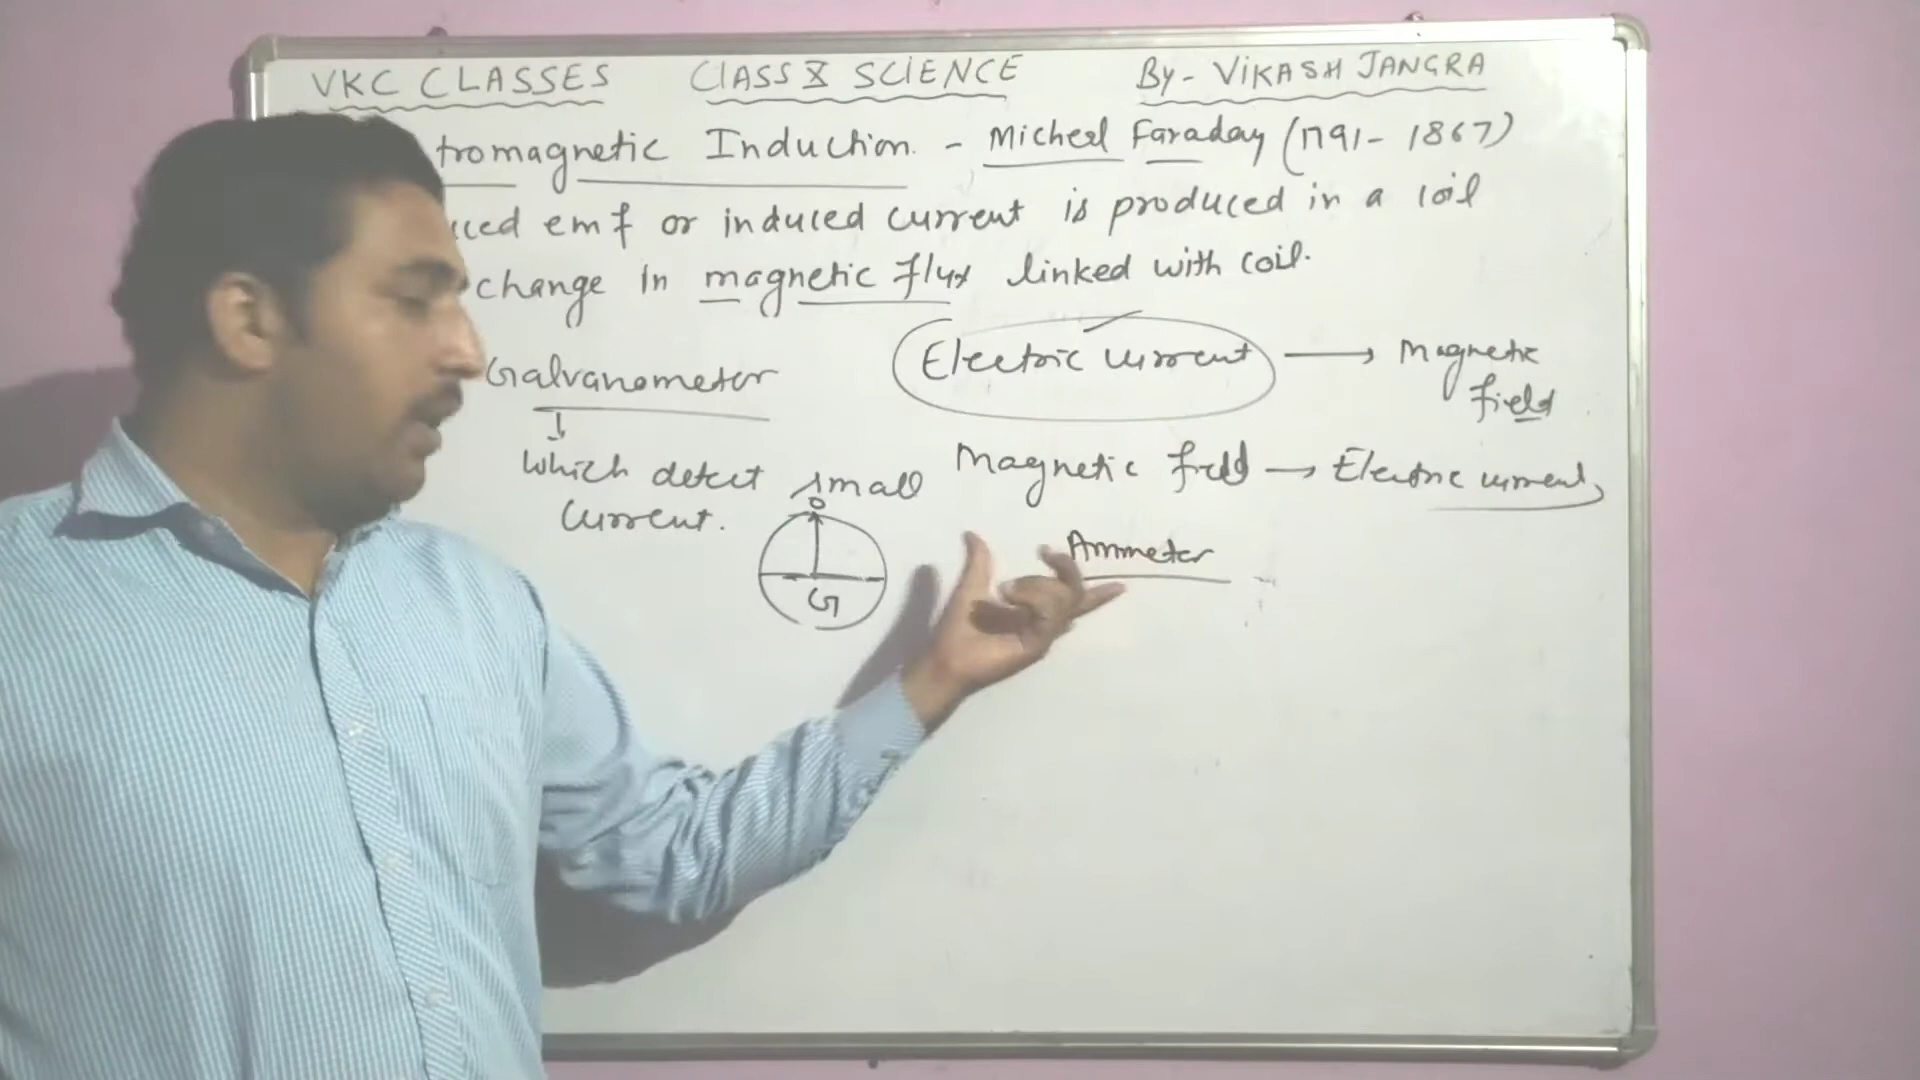 VKC CLASSES CLASS X SCIENCE By - VIKASH JANGRA
tromagnetic Induction. - Micheal Faraday (1791 - 1867)
uced emf or induced current is produced in a coil
change in magnetic flux linked with coil.
Electric current → Magnetic field
Galvanometer
↓
which detect small current.
Magnetic field → Electric current
0
G
Ammeter